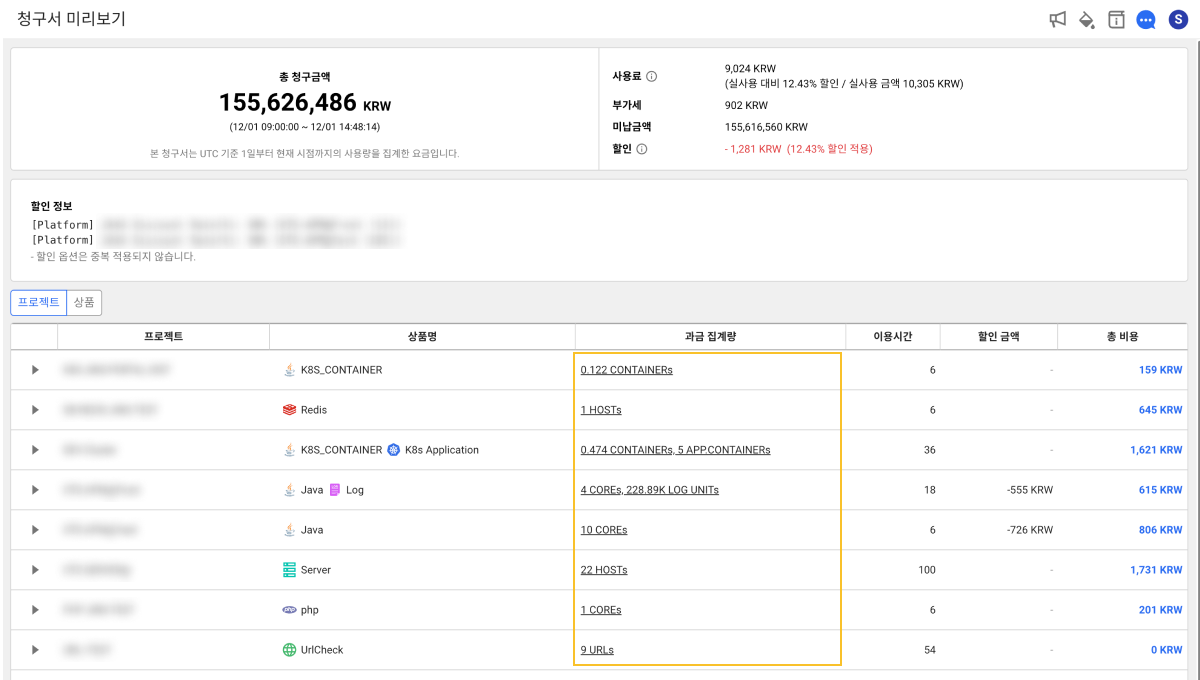 청구서 미리보기
S
총 청구금액
155,626,486 KRW
(12/01 09:00:00 ~ 12/01 14:48:14)
본 청구서는 UTC 기준 1일부터 현재 시점까지의 사용량을 집계한 요금입니다.
사용료
9,024 KRW
(실사용 대비 12.43% 할인 / 실사용 금액 10,305 KRW)
부가세 902 KRW
미납금액 155,616,560 KRW
할인 - 1,281 KRW (12.43% 할인 적용)
할인 정보
[Platform]
[Platform]
- 할인 옵션은 중복 적용되지 않습니다.
프로젝트 상품
프로젝트 상품명 과금 집계량 이용시간 할인 금액 총 비용
K8S_CONTAINER 0.122 CONTAINERs 6 - 159 KRW
Redis 1 HOSTs 6 - 645 KRW
K8S_CONTAINER K8s Application 0.474 CONTAINERs, 5 APP.CONTAINERs 36 - 1,621 KRW
Java Log 4 COREs, 228.89K LOG UNITs 18 -555 KRW 615 KRW
Java 10 COREs 6 -726 KRW 806 KRW
Server 22 HOSTs 100 - 1,731 KRW
php 1 COREs 6 - 201 KRW
UrlCheck 9 URLs 54 - 0 KRW